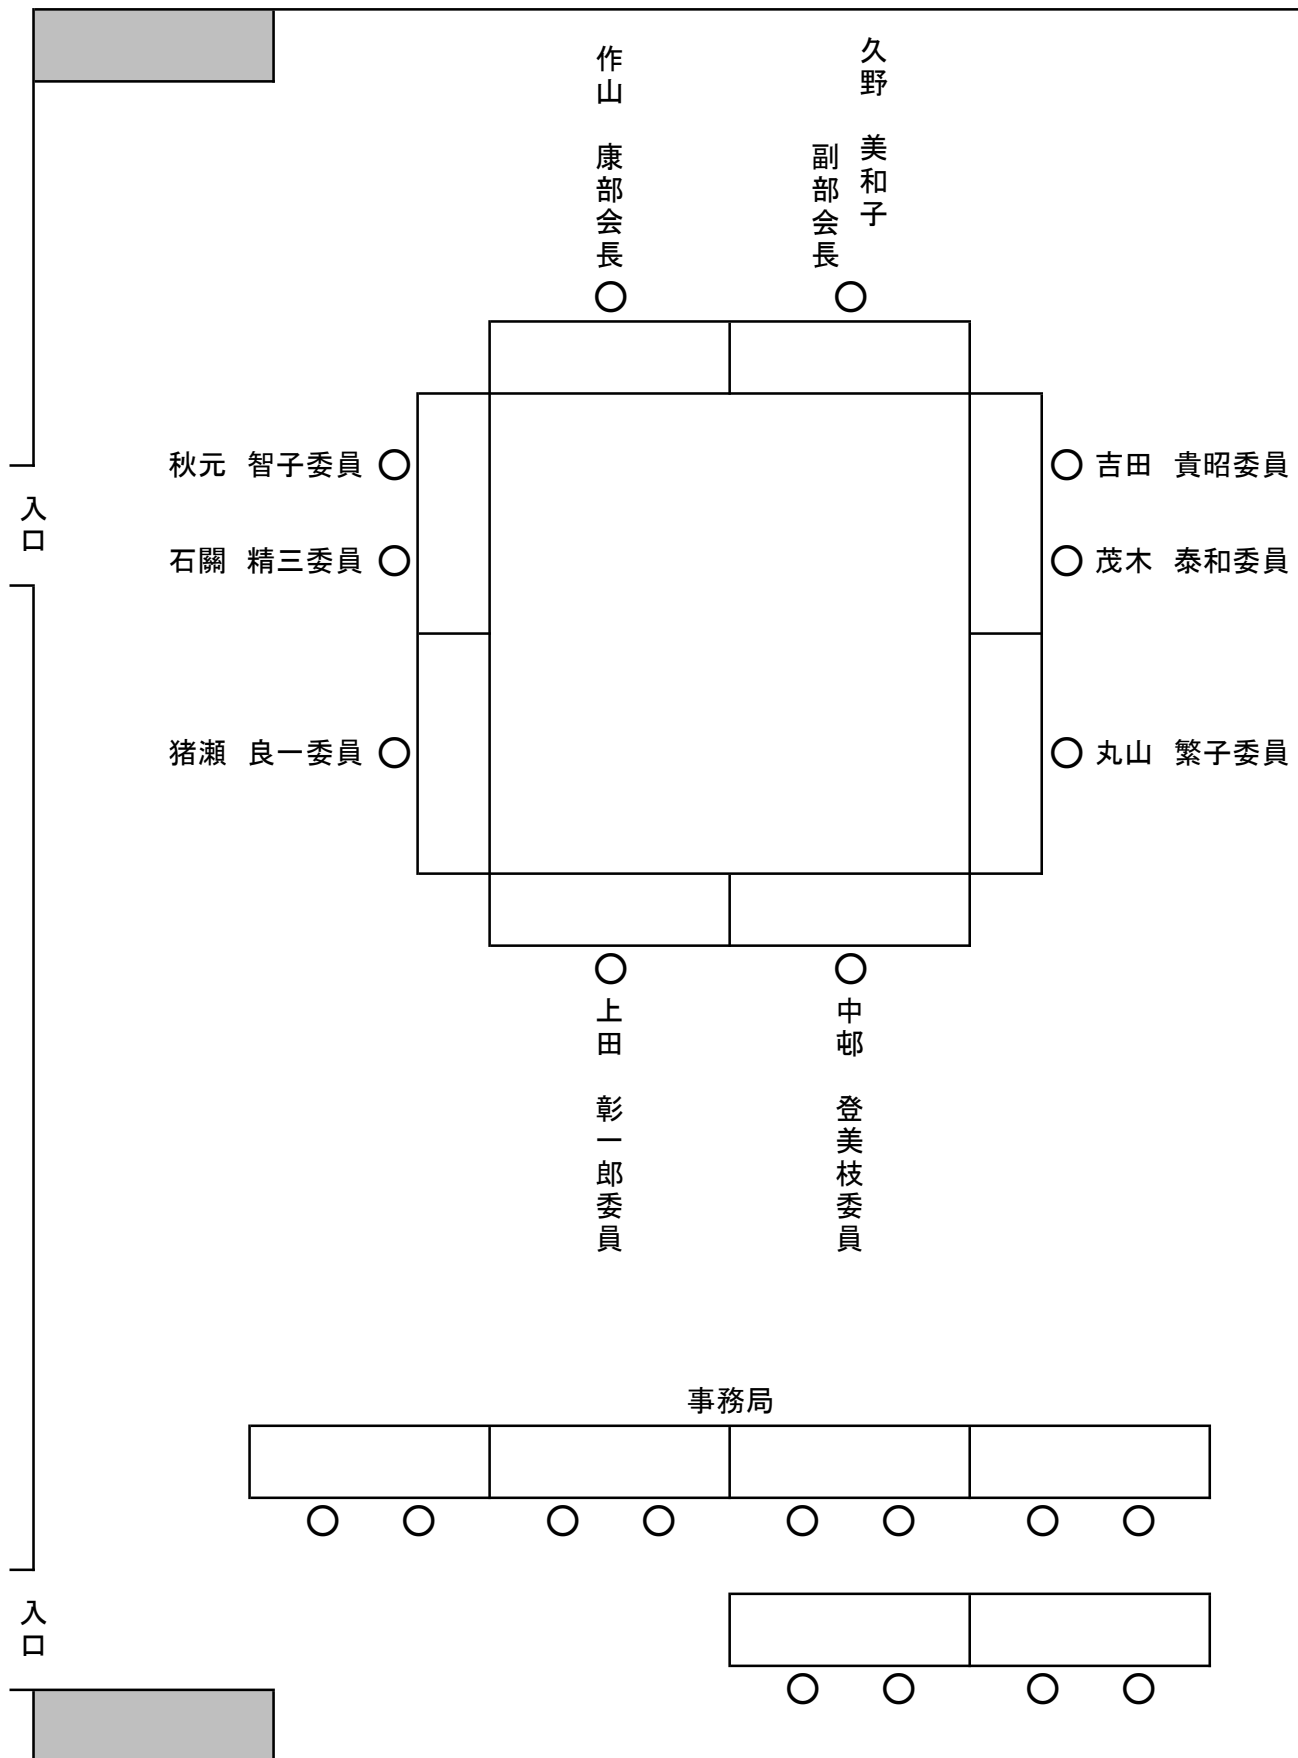 作山　康部会長
久野　美和子
副部会長
秋元　智子委員
吉田　貴昭委員
入口
石關　精三委員
茂木　泰和委員
猪瀬　良一委員
丸山　繁子委員
上田　彰一郎委員
中邨　登美枝委員
事務局
入口